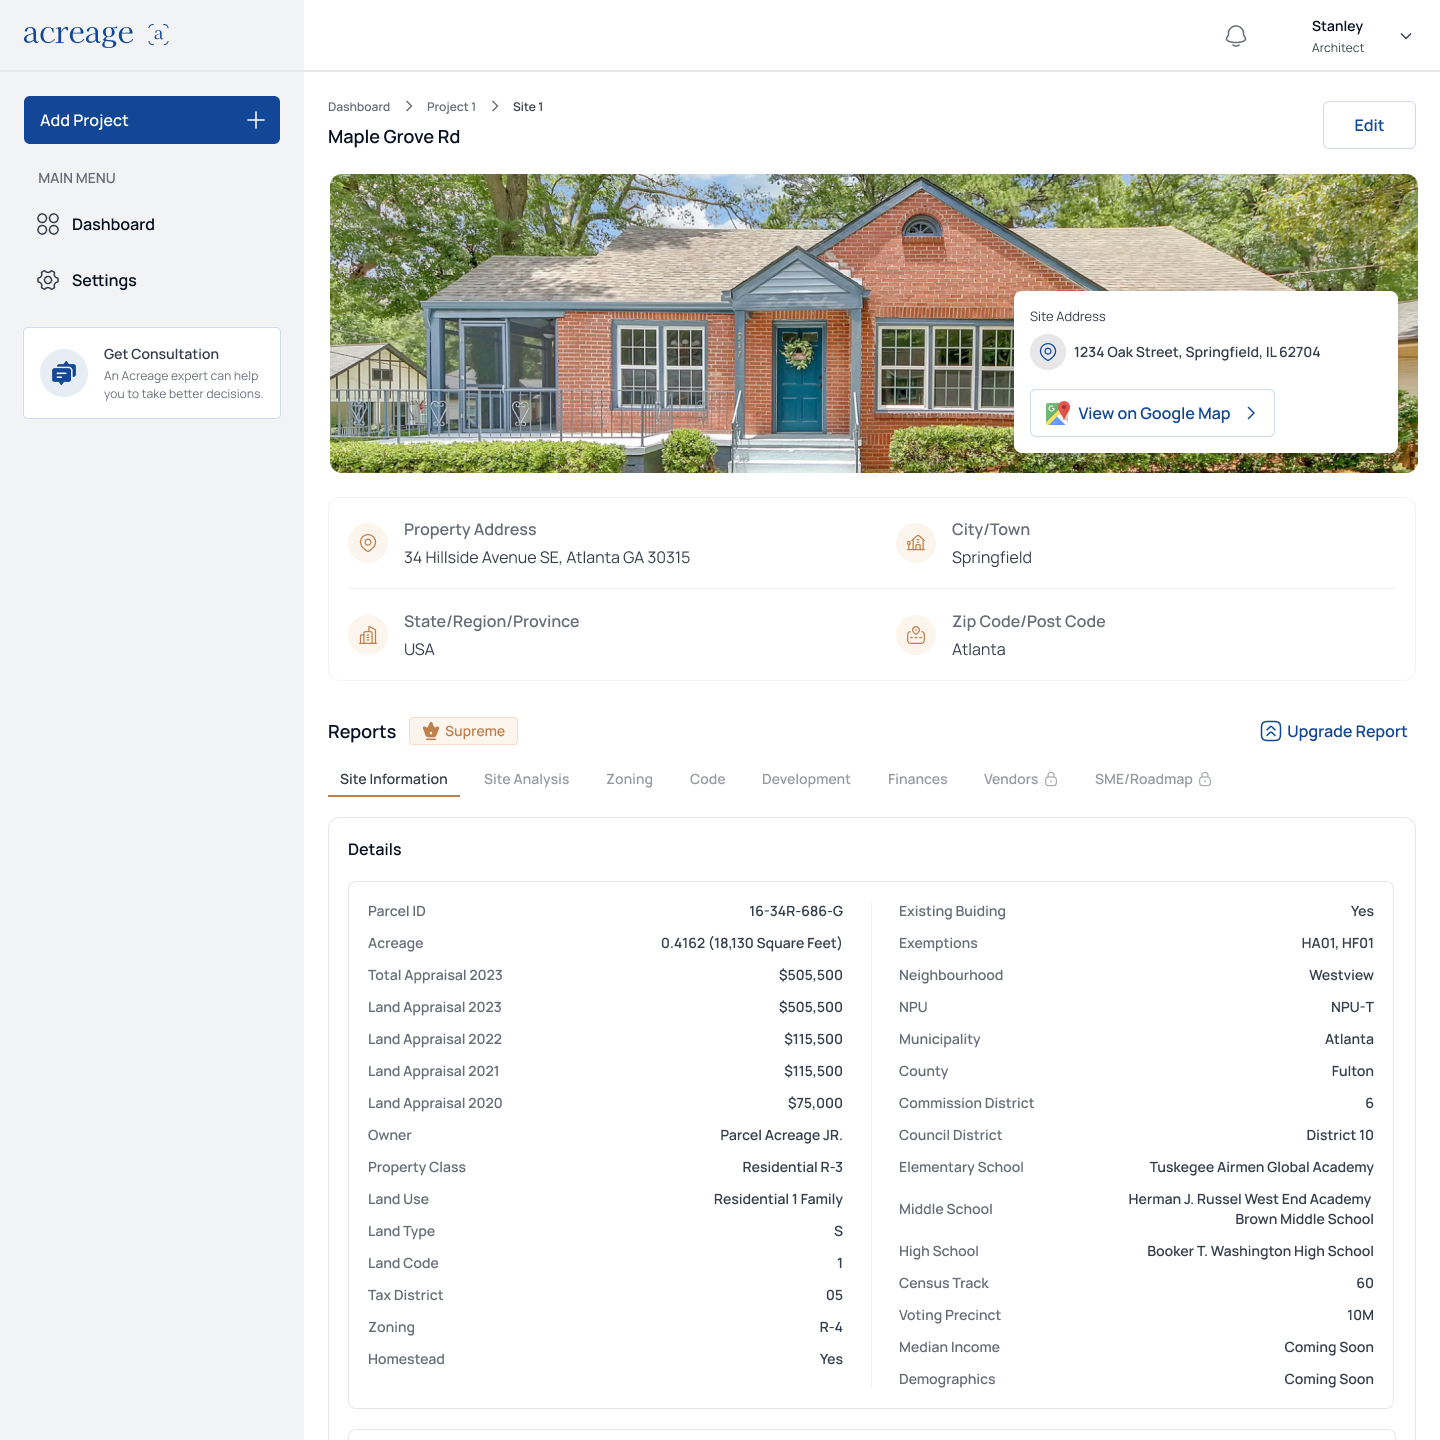 acreage [a]
Stanley
Architect
Add Project
MAIN MENU
Dashboard
Settings
Get Consultation
An Acreage expert can help
you to take better decisions.
Dashboard > Project 1 > Site 1
Maple Grove Rd
Edit
Site Address
1234 Oak Street, Springfield, IL 62704
View on Google Map
Property Address
34 Hillside Avenue SE, Atlanta GA 30315
City/Town
Springfield
State/Region/Province
USA
Zip Code/Post Code
Atlanta
Reports
Supreme
Upgrade Report
Site Information Site Analysis Zoning Code Development Finances Vendors SME/Roadmap
Details
Parcel ID 16-34R-686-G
Acreage 0.4162 (18,130 Square Feet)
Total Appraisal 2023 $505,500
Land Appraisal 2023 $505,500
Land Appraisal 2022 $115,500
Land Appraisal 2021 $115,500
Land Appraisal 2020 $75,000
Owner Parcel Acreage JR.
Property Class Residential R-3
Land Use Residential 1 Family
Land Type S
Land Code 1
Tax District 05
Zoning R-4
Homestead Yes
Existing Buiding Yes
Exemptions HA01, HF01
Neighbourhood Westview
NPU NPU-T
Municipality Atlanta
County Fulton
Commission District 6
Council District District 10
Elementary School Tuskegee Airmen Global Academy
Middle School Herman J. Russel West End Academy
Brown Middle School
High School Booker T. Washington High School
Census Track 60
Voting Precinct 10M
Median Income Coming Soon
Demographics Coming Soon